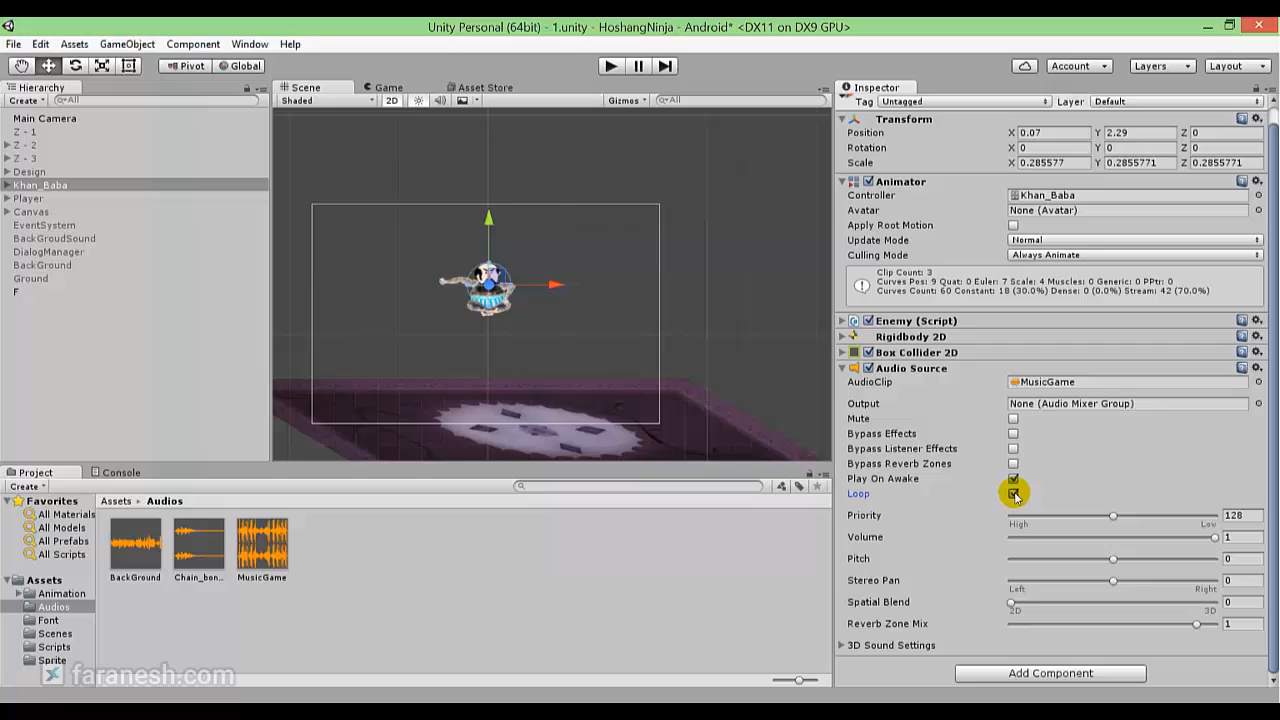 Unity Personal (64bit) - 1.unity - HoshangNinja - Android* <DX11 on DX9 GPU>
File Edit Assets GameObject Component Window Help
Pivot Global Account Layers Layout
Hierarchy
Create All
Main Camera
Z - 1
Z - 2
Z - 3
Design
Khan_Baba
Player
Canvas
EventSystem
BackGroudSound
DialogManager
BackGround
Ground
F
Scene Game Asset Store
Shaded 2D Gizmos All
Inspector
Tag Untagged Layer Default
Transform
Position X 0.07 Y 2.29 Z 0
Rotation X 0 Y 0 Z 0
Scale X 0.285577 Y 0.2855771 Z 0.2855771
Animator
Controller Khan_Baba
Avatar None (Avatar)
Apply Root Motion
Update Mode Normal
Culling Mode Always Animate
Clip Count: 3
Curves Pos: 9 Quat: 0 Euler: 7 Scale: 4 Muscles: 0 Generic: 0 PPtr: 0
Curves Count: 60 Constant: 18 (30.0%) Dense: 0 (0.0%) Stream: 42 (70.0%)
Enemy (Script)
Rigidbody 2D
Box Collider 2D
Audio Source
AudioClip MusicGame
Output None (Audio Mixer Group)
Mute
Bypass Effects
Bypass Listener Effects
Bypass Reverb Zones
Play On Awake
Loop
Priority 128
High Low
Volume 1
Pitch 0
Stereo Pan 0
Left Right
Spatial Blend 0
2D 3D
Reverb Zone Mix 1
3D Sound Settings
Add Component
Project Console
Create
Favorites
All Materials
All Models
All Prefabs
All Scripts
Assets
Animation
Audios
Font
Scenes
Scripts
Sprite
Assets Audios
BackGround Chain_bon... MusicGame
faranesh.com